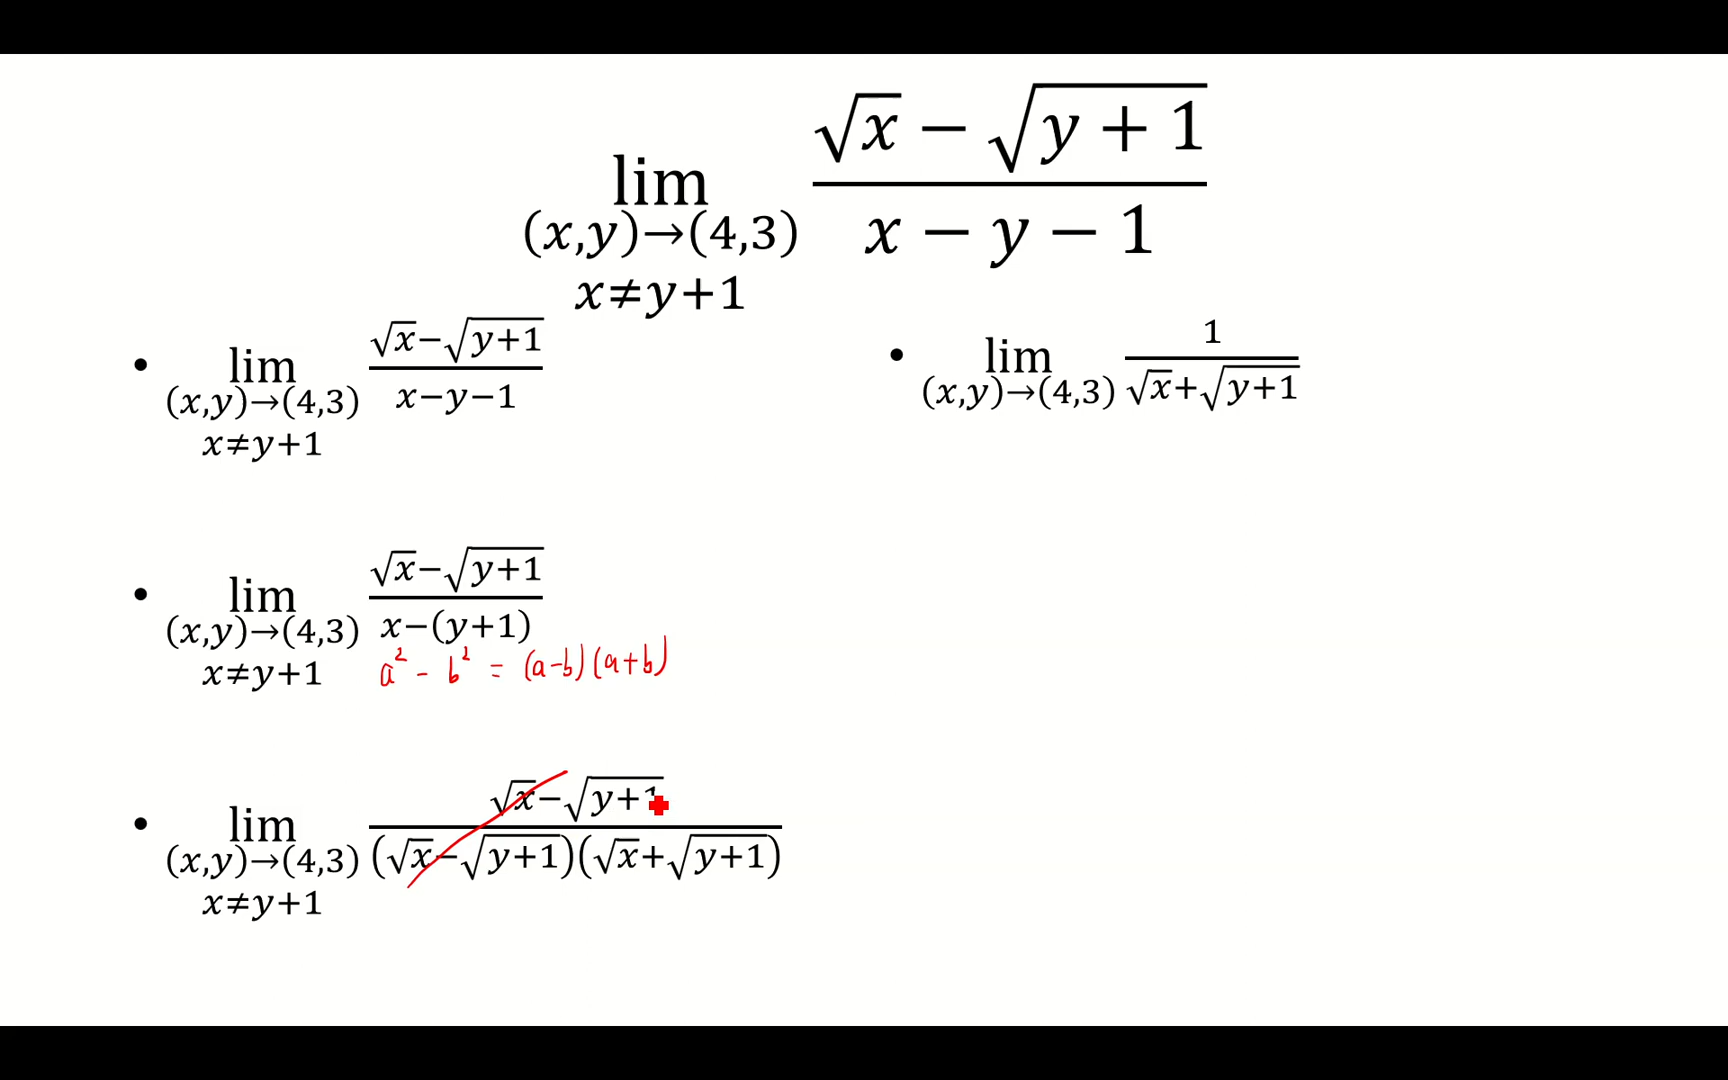 lim (x,y)→(4,3) x≠y+1 √x − √(y + 1) / x − y − 1
• lim (x,y)→(4,3) x≠y+1 √x−√(y+1) / x−y−1
• lim (x,y)→(4,3) x≠y+1 √x−√(y+1) / x−(y+1)
a² - b² = (a-b)(a+b)
• lim (x,y)→(4,3) x≠y+1 √x−√(y+1) / (√x−√(y+1))(√x+√(y+1))
• lim (x,y)→(4,3) 1 / √x+√(y+1)